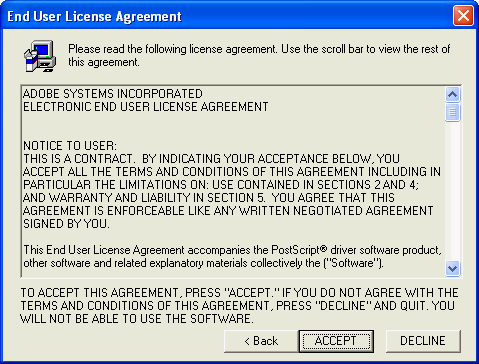 End User License Agreement
Please read the following license agreement. Use the scroll bar to view the rest of
this agreement.
ADOBE SYSTEMS INCORPORATED
ELECTRONIC END USER LICENSE AGREEMENT
NOTICE TO USER:
THIS IS A CONTRACT.  BY INDICATING YOUR ACCEPTANCE BELOW, YOU
ACCEPT ALL THE TERMS AND CONDITIONS OF THIS AGREEMENT INCLUDING IN
PARTICULAR THE LIMITATIONS ON: USE CONTAINED IN SECTIONS 2 AND 4;
AND WARRANTY AND LIABILITY IN SECTION 5.  YOU AGREE THAT THIS
AGREEMENT IS ENFORCEABLE LIKE ANY WRITTEN NEGOTIATED AGREEMENT
SIGNED BY YOU.
This End User License Agreement accompanies the PostScript® driver software product,
other software and related explanatory materials collectively the ("Software").
TO ACCEPT THIS AGREEMENT, PRESS "ACCEPT." IF YOU DO NOT AGREE WITH THE
TERMS AND CONDITIONS OF THIS AGREEMENT, PRESS "DECLINE" AND QUIT. YOU
WILL NOT BE ABLE TO USE THE SOFTWARE.
< Back ACCEPT DECLINE